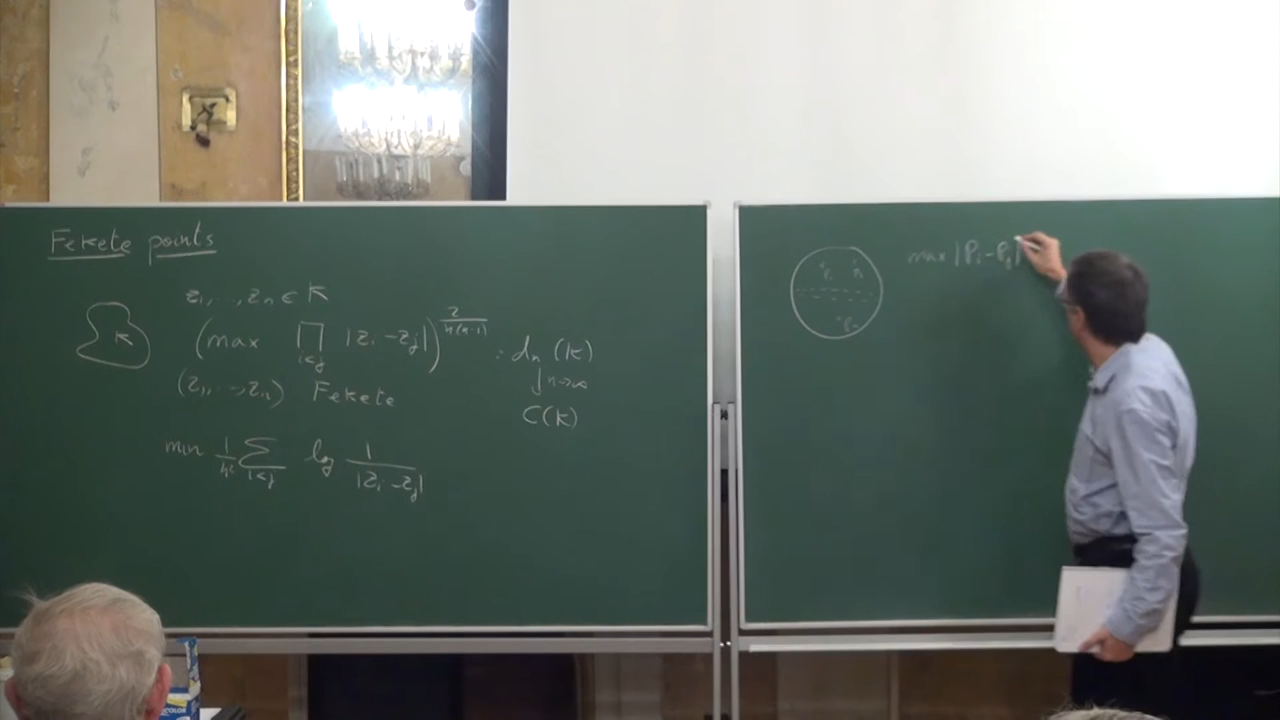 Fekete points
z₁, ..., zₙ ∈ K
K
(max ∏_{i<j} |zᵢ - zⱼ|)^{2/n(n-1)} : dₙ(K)
↓ n→∞
(z₁, ..., zₙ) Fekete
C(K)
min 1/n² ∑_{i<j} log 1/|zᵢ - zⱼ|
max |Pᵢ - Pⱼ|